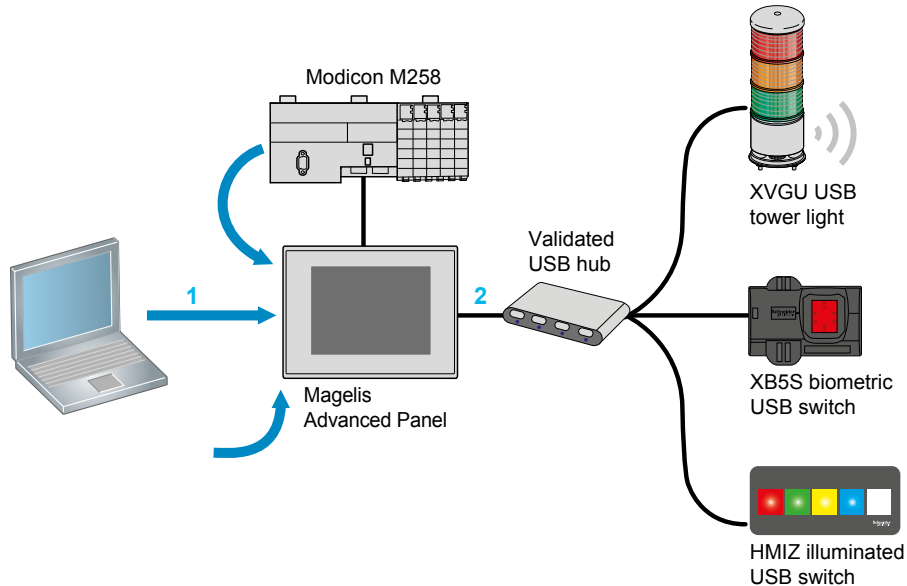 Modicon M258
XVGU USB
tower light
Validated
USB hub
1
2
Magelis
Advanced Panel
XB5S biometric
USB switch
HMIZ illuminated
USB switch